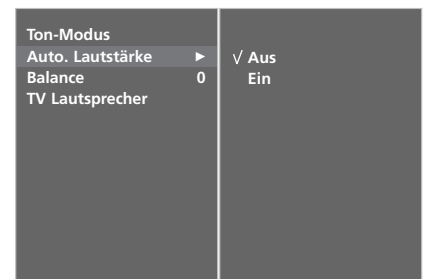 Ton-Modus
Auto. Lautstärke ►
Balance 0
TV Lautsprecher
√ Aus
Ein